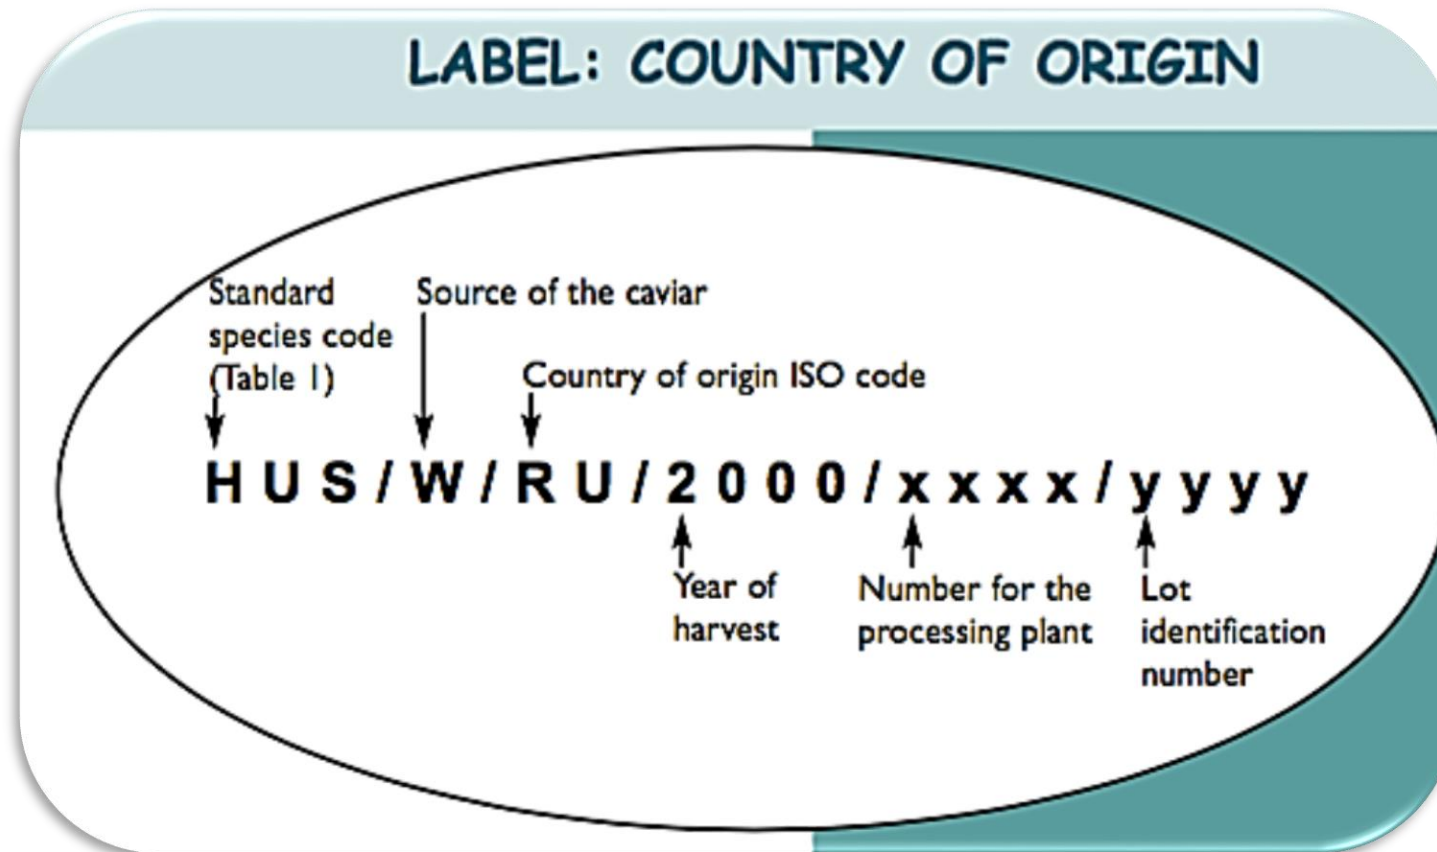 LABEL: COUNTRY OF ORIGIN
Standard
species code
(Table 1)
Source of the caviar
Country of origin ISO code
HUS/W/RU/2000/xxxx/yyyy
Year of
harvest
Number for the
processing plant
Lot
identification
number